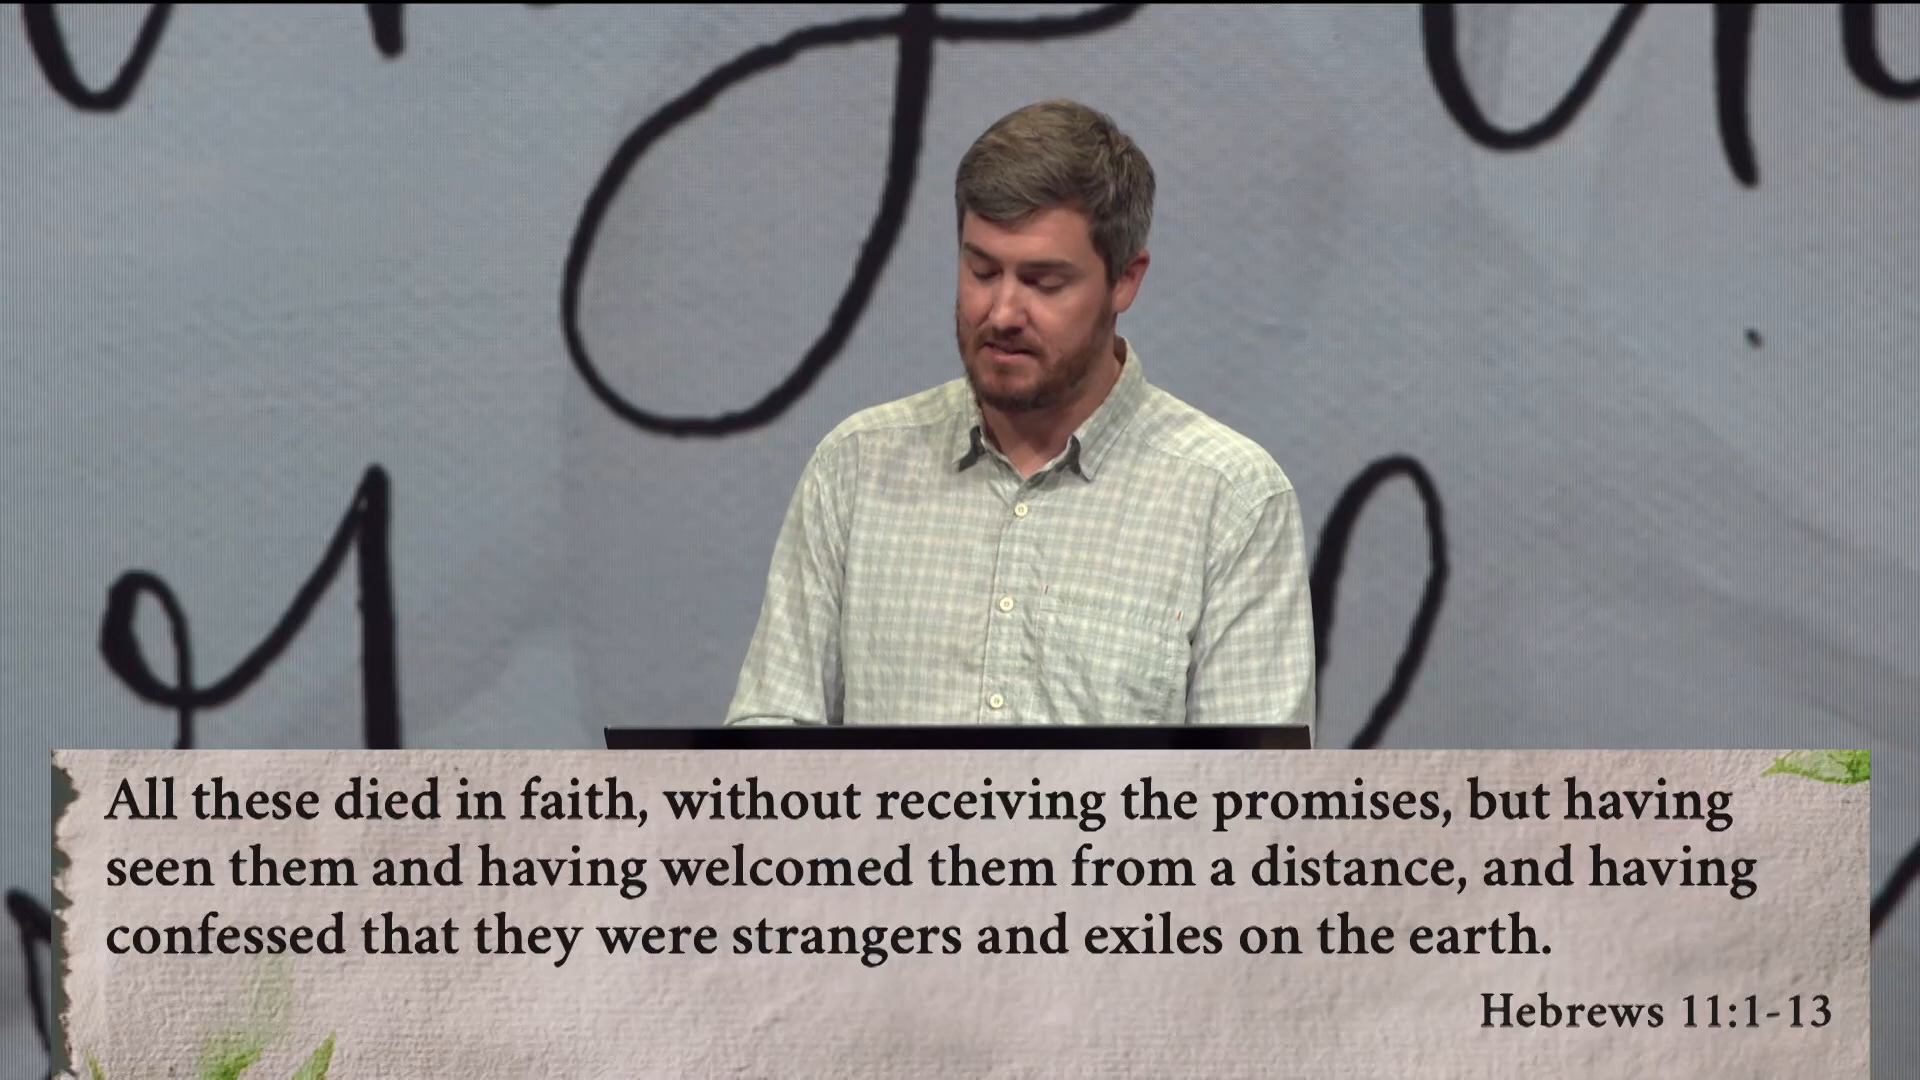 All these died in faith, without receiving the promises, but having
seen them and having welcomed them from a distance, and having
confessed that they were strangers and exiles on the earth.
Hebrews 11:1-13